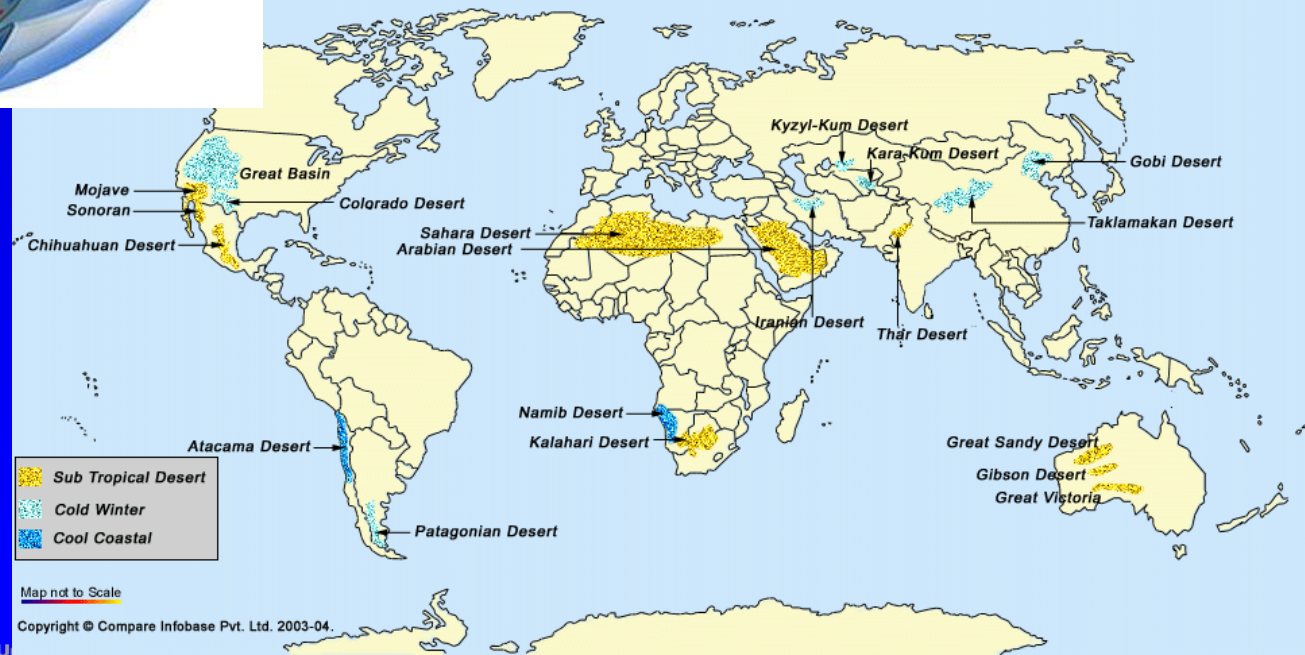 Kyzyl-Kum Desert
Kara-Kum Desert
Gobi Desert
Great Basin
Mojave
Colorado Desert
Sonoran
Taklamakan Desert
Sahara Desert
Chihuahuan Desert
Arabian Desert
Iranian Desert
Thar Desert
Namib Desert
Kalahari Desert
Atacama Desert
Great Sandy Desert
Gibson Desert
Great Victoria
Sub Tropical Desert
Cold Winter
Cool Coastal
Patagonian Desert
Map not to Scale
Copyright © Compare Infobase Pvt. Ltd. 2003-04.